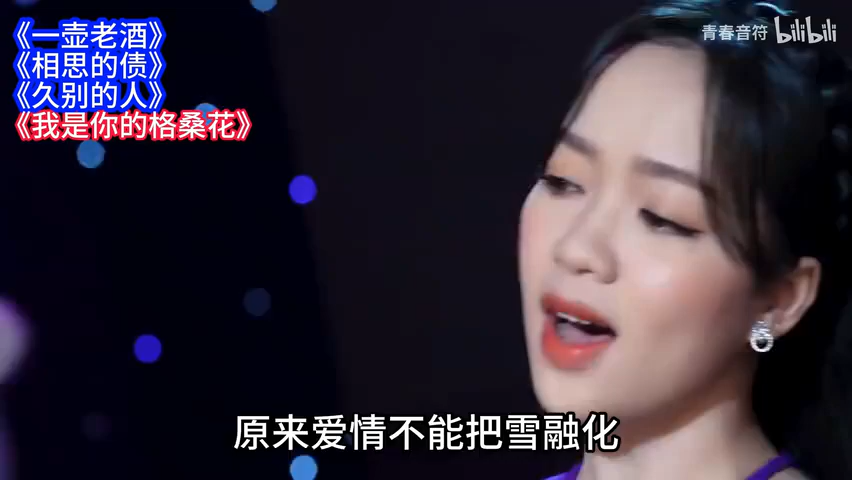 《一壶老酒》
《相思的债》
《久别的人》
《我是你的格桑花》
青春音符 bilibili
原来爱情不能把雪融化